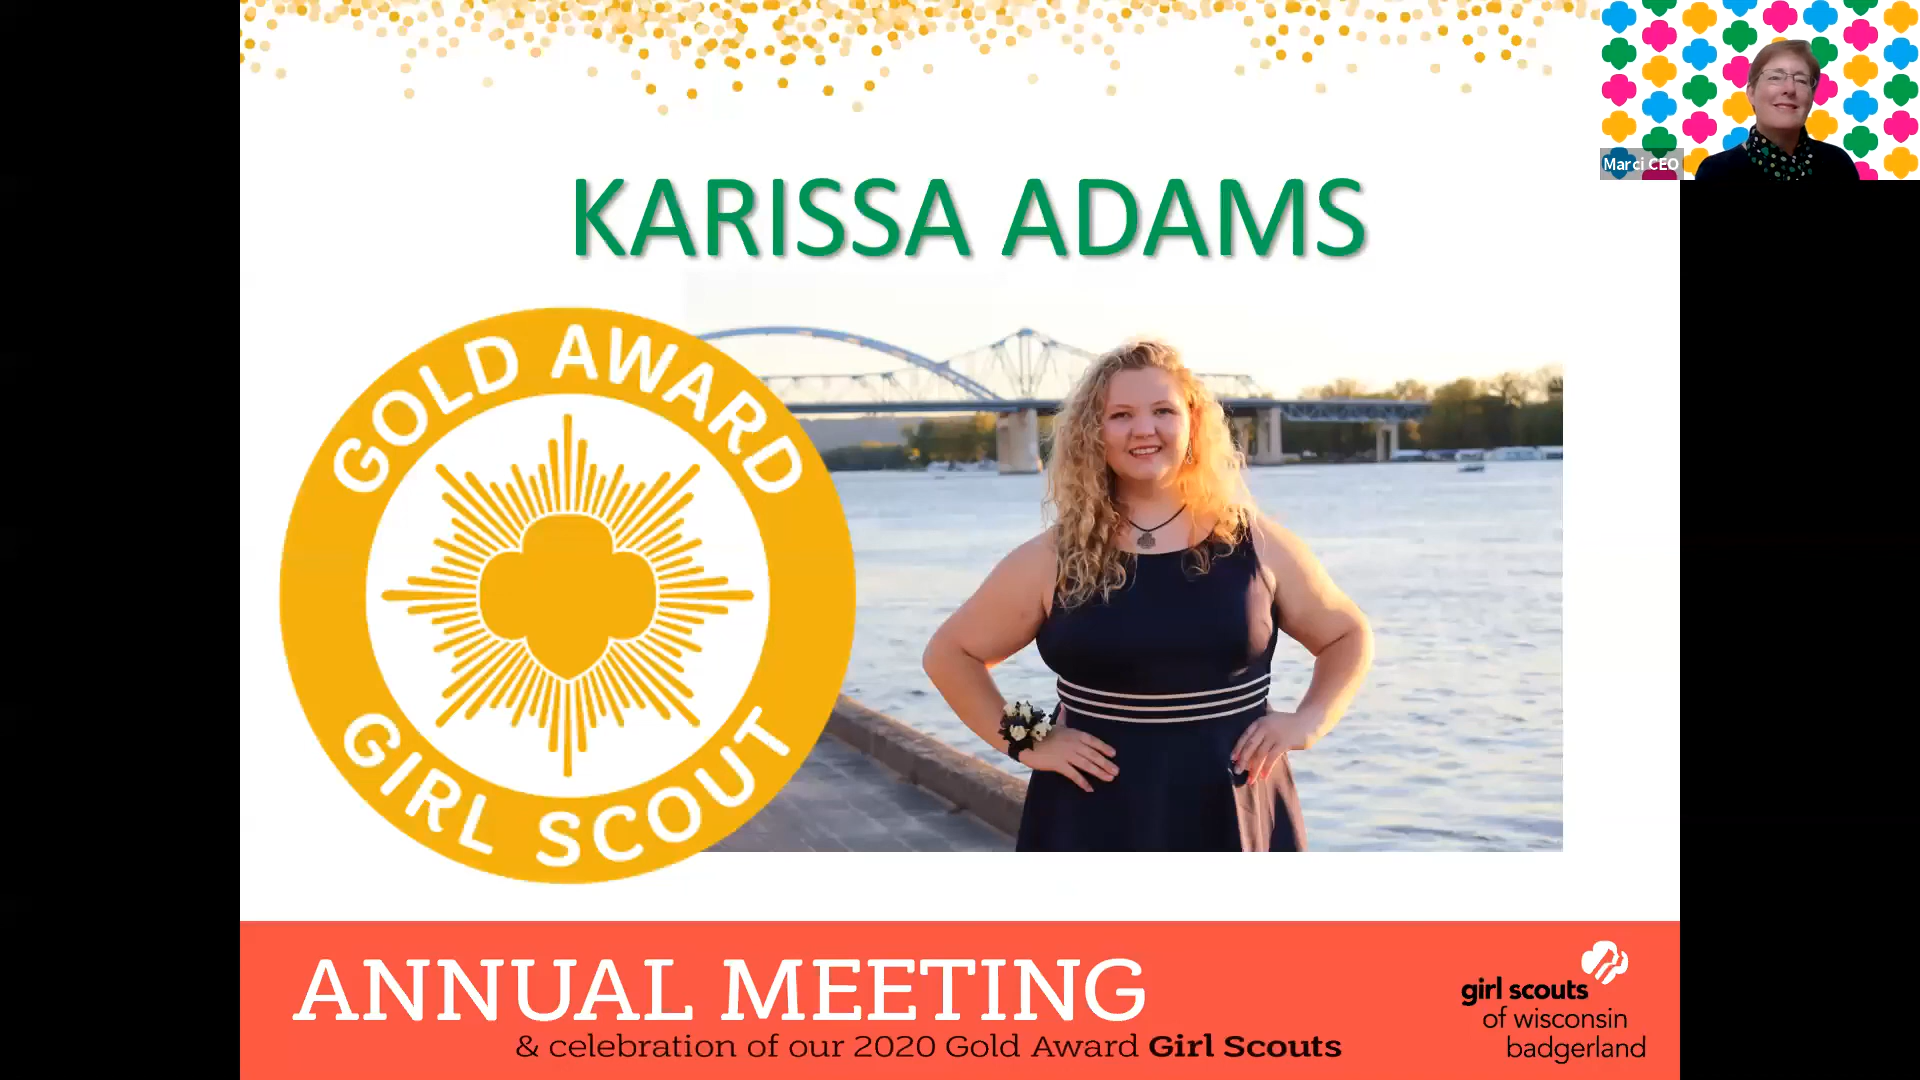 Marci CEO
KARISSA ADAMS
GOLD AWARD
GIRL SCOUT
ANNUAL MEETING
& celebration of our 2020 Gold Award Girl Scouts
girl scouts
of wisconsin
badgerland